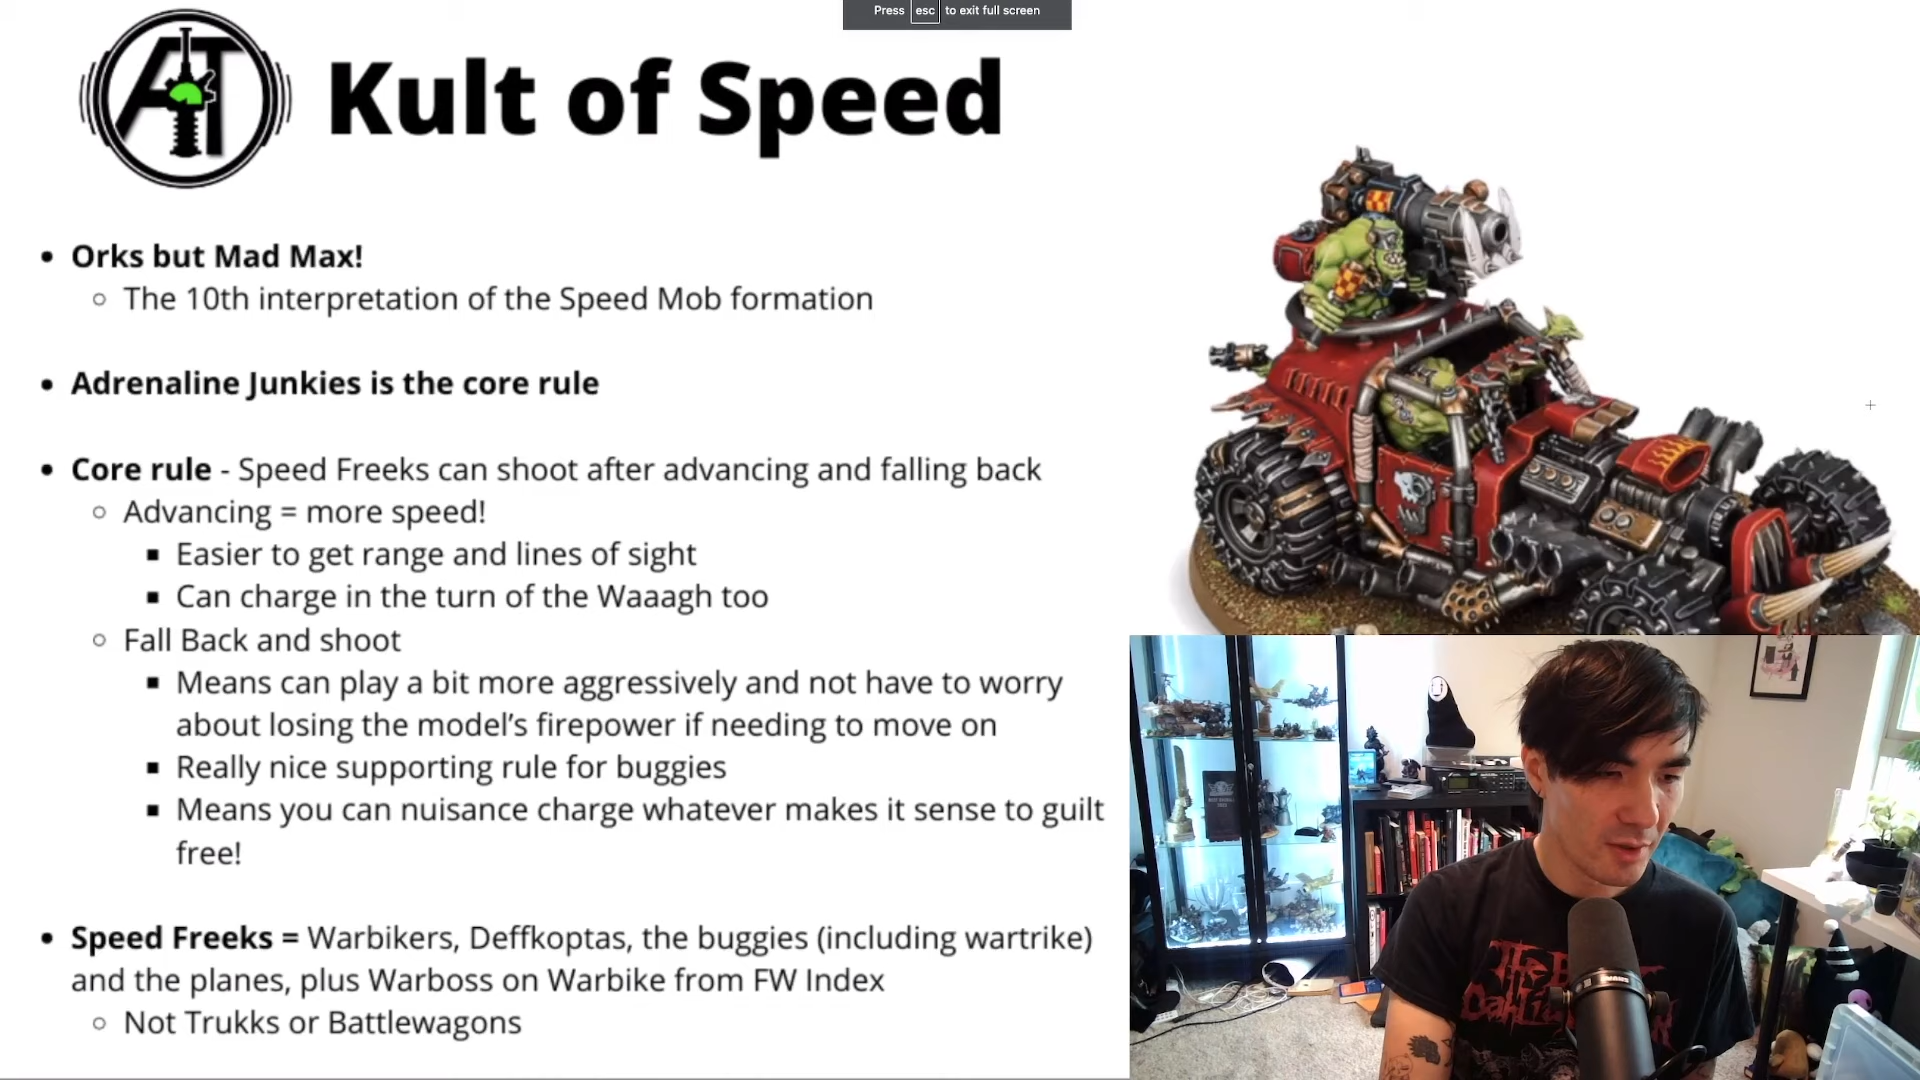 Press esc to exit full screen
AT
Kult of Speed
• Orks but Mad Max!
○ The 10th interpretation of the Speed Mob formation
• Adrenaline Junkies is the core rule
• Core rule - Speed Freeks can shoot after advancing and falling back
○ Advancing = more speed!
▪ Easier to get range and lines of sight
▪ Can charge in the turn of the Waaagh too
○ Fall Back and shoot
▪ Means can play a bit more aggressively and not have to worry
about losing the model's firepower if needing to move on
▪ Really nice supporting rule for buggies
▪ Means you can nuisance charge whatever makes it sense to guilt
free!
• Speed Freeks = Warbikers, Deffkoptas, the buggies (including wartrike)
and the planes, plus Warboss on Warbike from FW Index
○ Not Trukks or Battlewagons